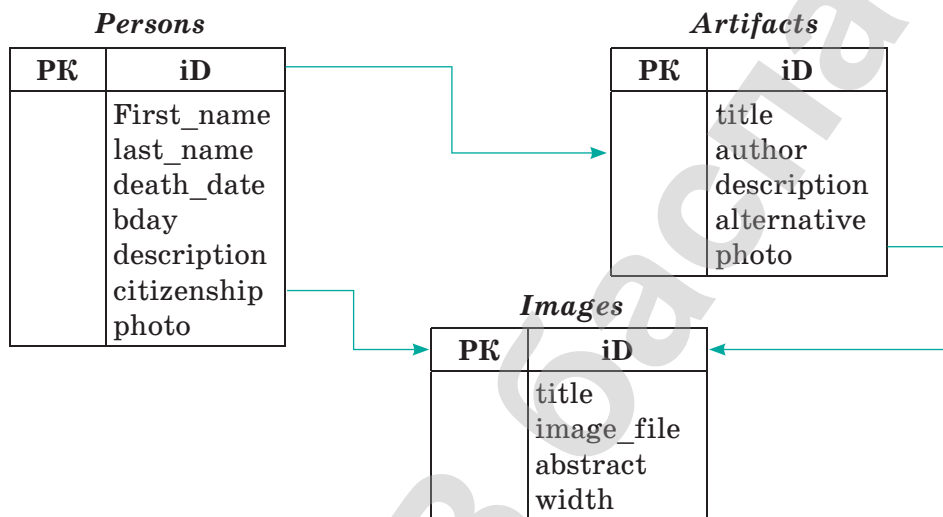 Persons
PK iD
First_name
last_name
death_date
bday
description
citizenship
photo
Artifacts
PK iD
title
author
description
alternative
photo
Images
PK iD
title
image_file
abstract
width
баспа